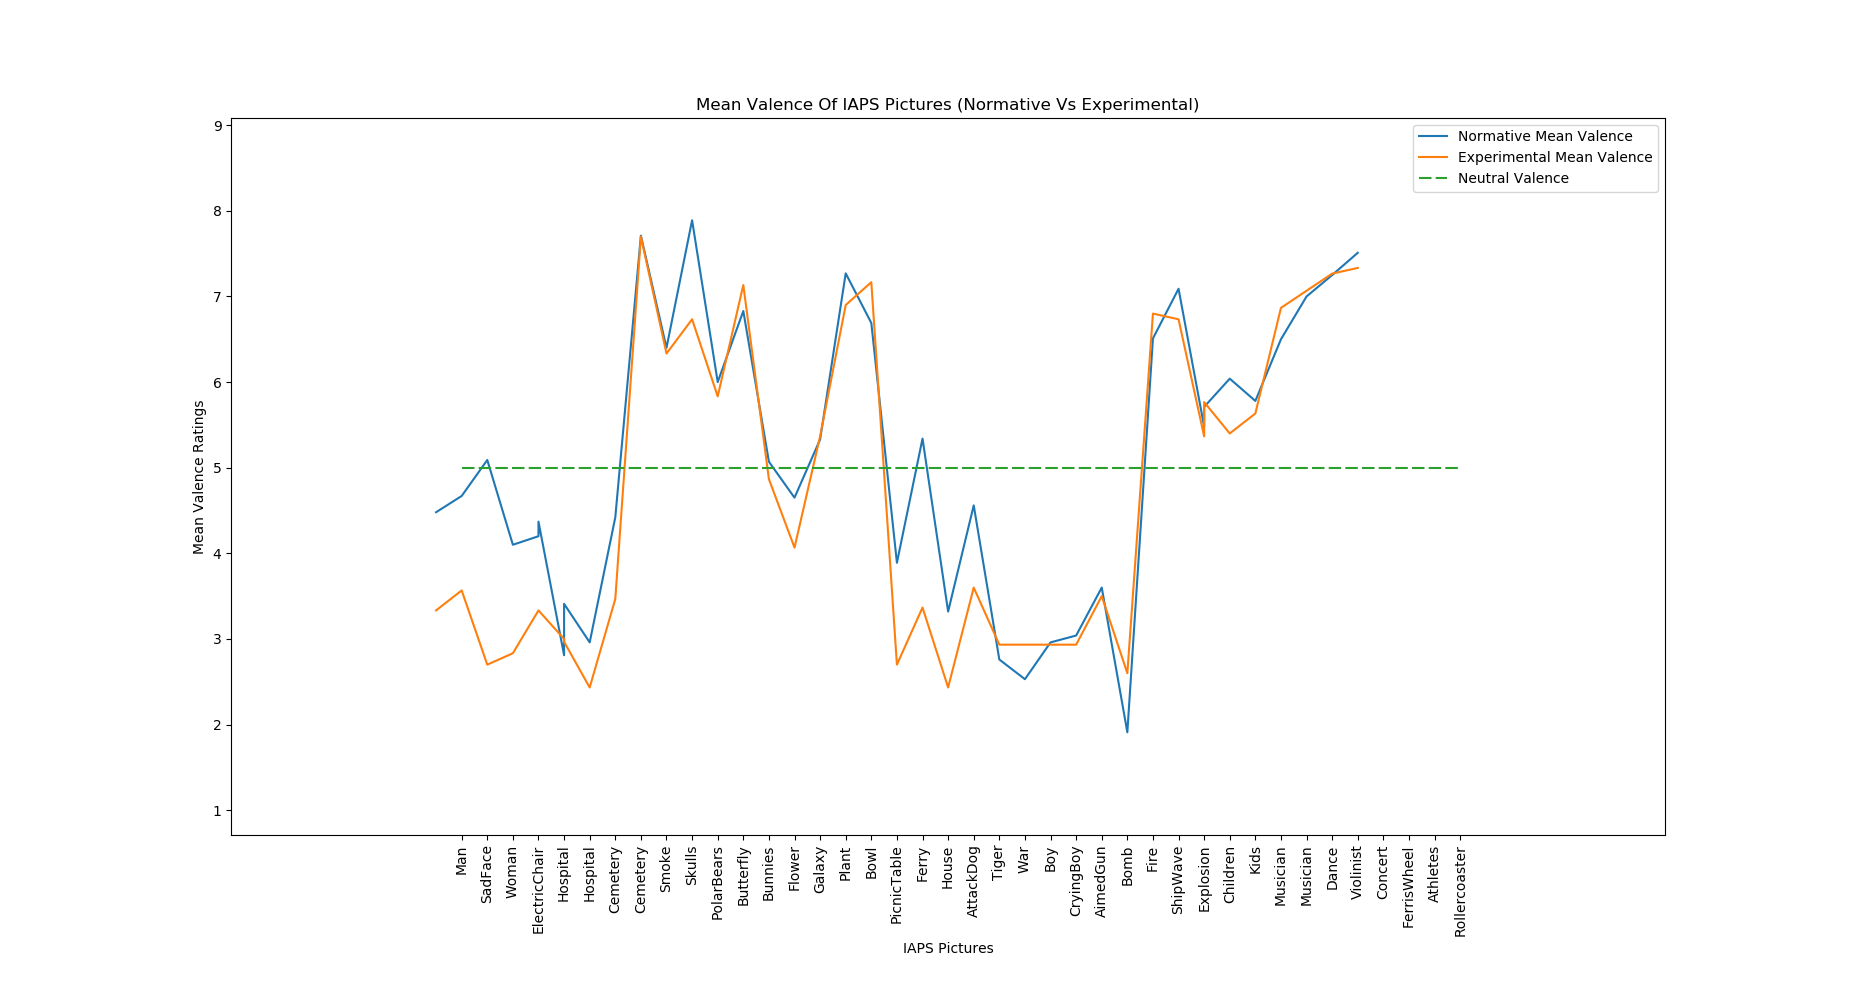 Mean Valence Of IAPS Pictures (Normative Vs Experimental)
Normative Mean Valence
Experimental Mean Valence
Neutral Valence
Mean Valence Ratings
9
8
7
6
5
4
3
2
1
Man
SadFace
Woman
ElectricChair
Hospital
Hospital
Cemetery
Cemetery
Smoke
Skulls
PolarBears
Butterfly
Bunnies
Flower
Galaxy
Plant
Bowl
PicnicTable
Ferry
House
AttackDog
Tiger
War
Boy
CryingBoy
AimedGun
Bomb
Fire
ShipWave
Explosion
Children
Kids
Musician
Musician
Dance
Violinist
Concert
FerrisWheel
Athletes
Rollercoaster
IAPS Pictures